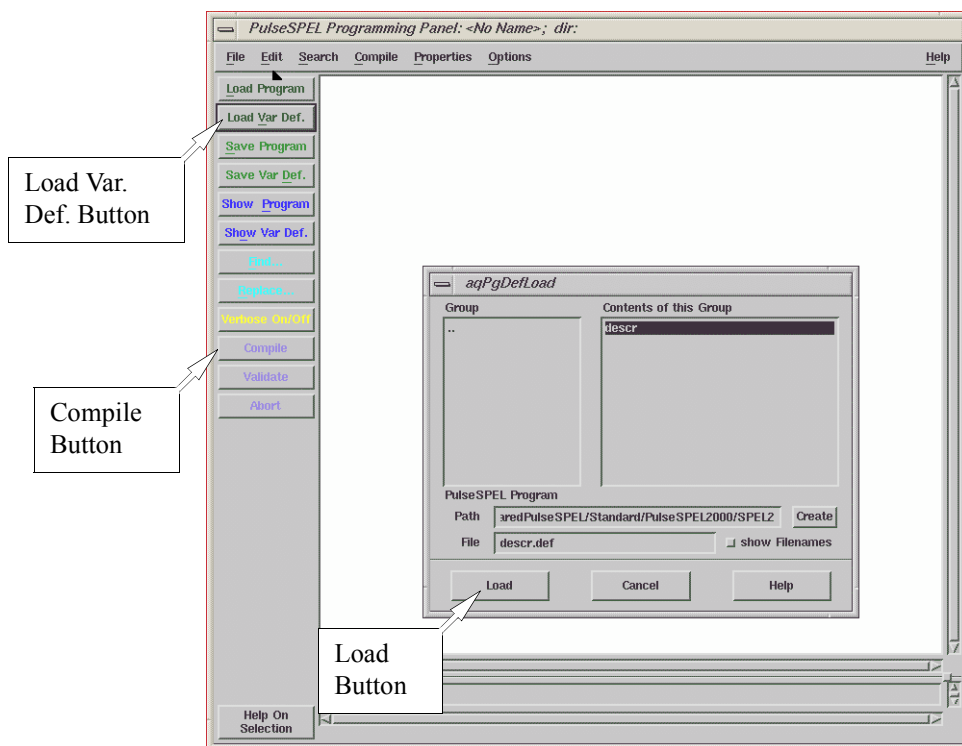 PulseSPEL Programming Panel: <No Name>; dir:
File Edit Search Compile Properties Options Help
Load Program
Load Var Def.
Save Program
Save Var Def.
Show Program
Show Var Def.
Replace...
Verbose On/Off
Compile
Validate
Abort
Help On
Selection
Load Var.
Def. Button
Compile
Button
aqPgDefLoad
Group
Contents of this Group
..
descr
PulseSPEL Program
Path aredPulseSPEL/Standard/PulseSPEL2000/SPEL2 Create
File descr.def show Filenames
Load Cancel Help
Load
Button